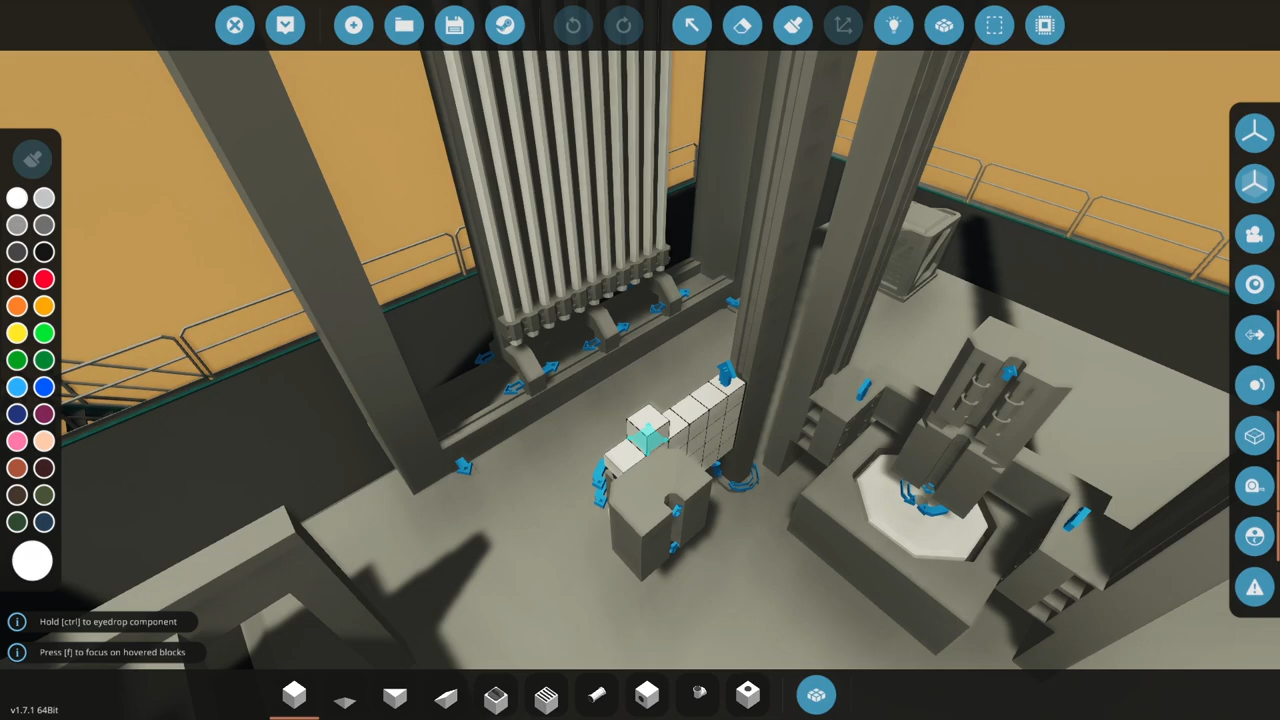 Hold [ctrl] to eyedrop component
Press [f] to focus on hovered blocks
v1.7.1 64Bit